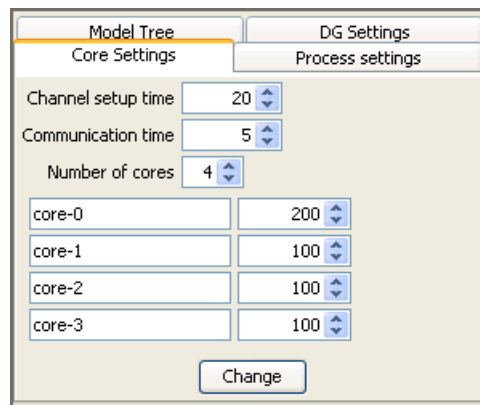 Model Tree DG Settings
Core Settings Process settings
Channel setup time 20
Communication time 5
Number of cores 4
core-0 200
core-1 100
core-2 100
core-3 100
Change